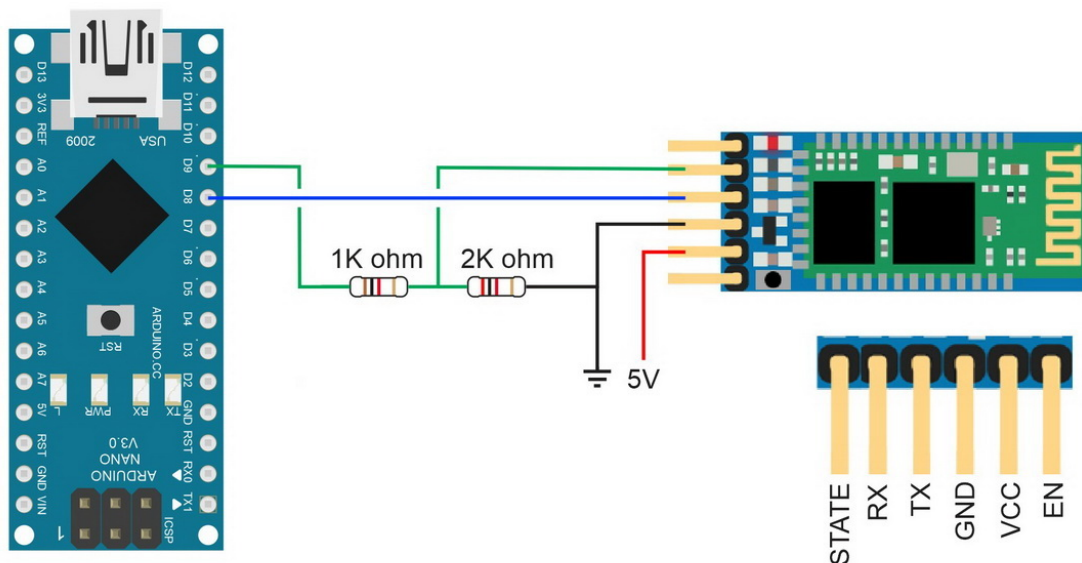 D13
3V3
REF
A0
A1
A2
A3
A4
A5
A6
A7
5V
RST
GND
VIN
2009
USA
D12
D11
D10
D9
D8
D7
D6
D5
D4
D3
D2
GND
RST
RX0
TX1
RST
ARDUINO.CC
L
PWR
RX
TX
ARDUINO
NANO
V3.0
ICSP
1
1K ohm
2K ohm
5V
STATE
RX
TX
GND
VCC
EN